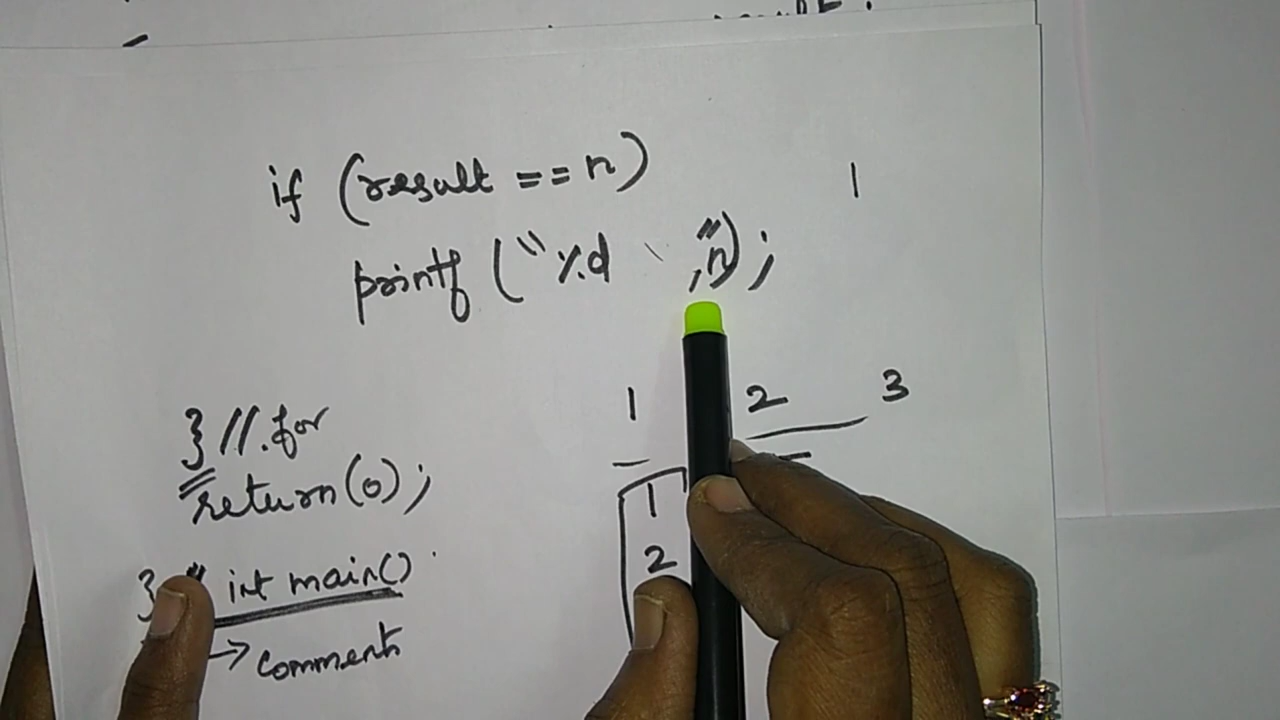 if (result == n)
1
printf ("%d ",n);
1 2 3
} //.for
1
return(0);
2
} // int main()
→ comments